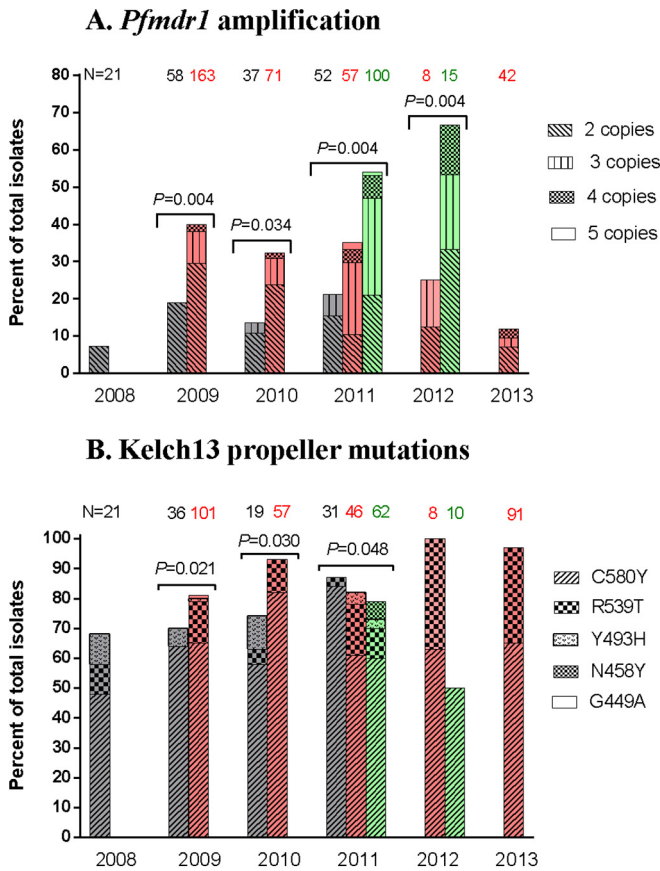 A. Pfmdr1 amplification
80
70
60
50
40
30
20
10
0
Percent of total isolates
N=21 58 163 37 71 52 57 100 8 15 42
P=0.004
P=0.004
P=0.004
P=0.034
2 copies
3 copies
4 copies
5 copies
2008 2009 2010 2011 2012 2013
B. Kelch13 propeller mutations
100
90
80
70
60
50
40
30
20
10
0
Percent of total isolates
N=21 36 101 19 57 31 46 62 8 10 91
P=0.030
P=0.048
P=0.021
C580Y
R539T
Y493H
N458Y
G449A
2008 2009 2010 2011 2012 2013